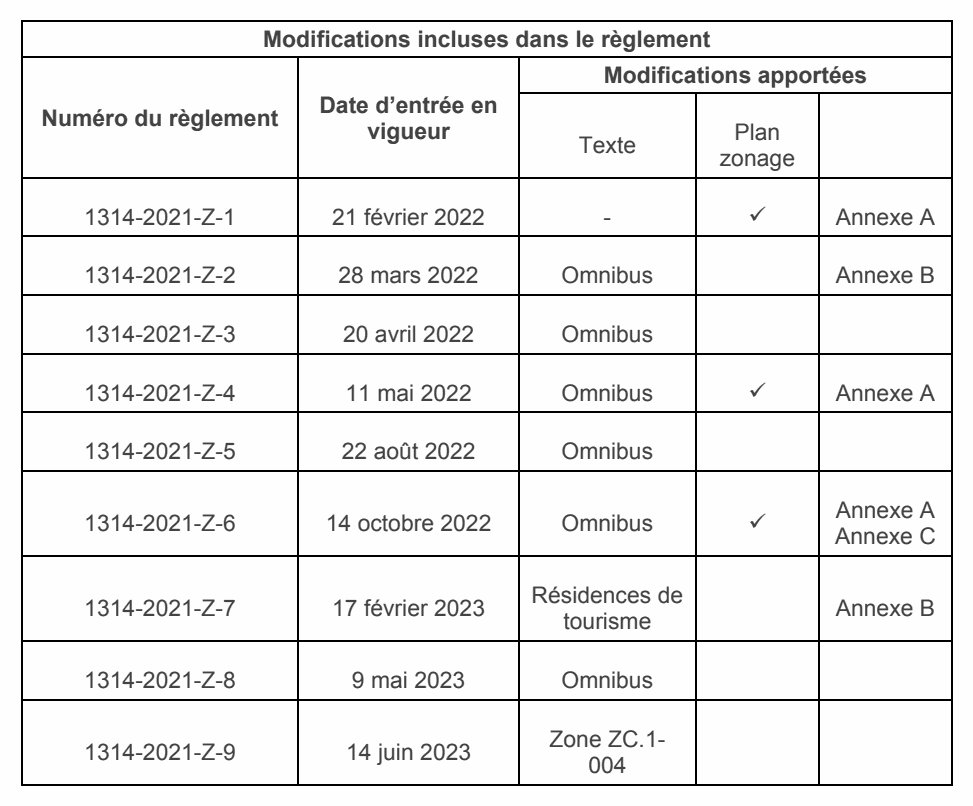 Modifications incluses dans le règlement
Numéro du règlement
Date d'entrée en
vigueur
Modifications apportées
Texte
Plan
zonage
1314-2021-Z-1 21 février 2022 - ✓ Annexe A
1314-2021-Z-2 28 mars 2022 Omnibus Annexe B
1314-2021-Z-3 20 avril 2022 Omnibus
1314-2021-Z-4 11 mai 2022 Omnibus ✓ Annexe A
1314-2021-Z-5 22 août 2022 Omnibus
1314-2021-Z-6 14 octobre 2022 Omnibus ✓ Annexe A
Annexe C
1314-2021-Z-7 17 février 2023 Résidences de
tourisme Annexe B
1314-2021-Z-8 9 mai 2023 Omnibus
1314-2021-Z-9 14 juin 2023 Zone ZC.1-
004